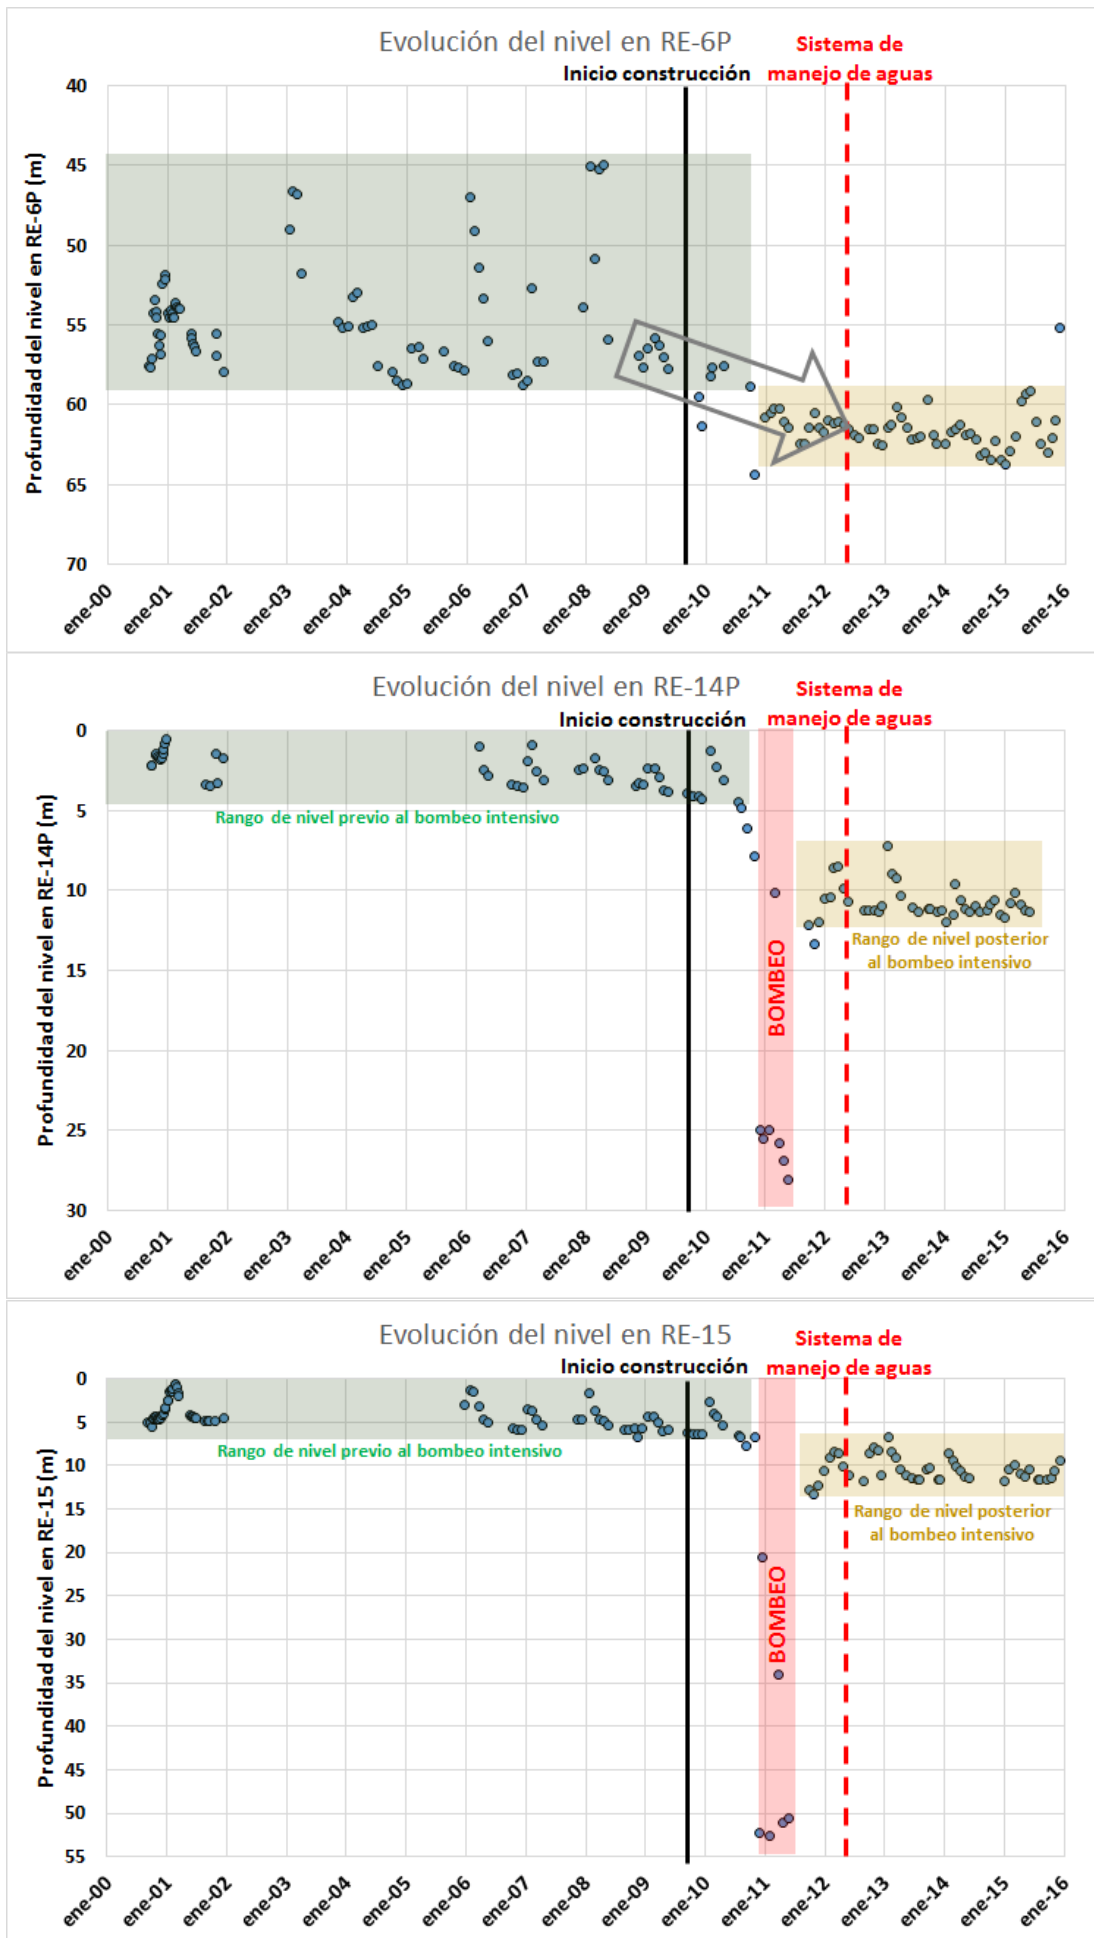 Evolución del nivel en RE-6P
Sistema de
manejo de aguas
Inicio construcción
Profundidad del nivel en RE-6P (m)
40
45
50
55
60
65
70
ene-00
ene-01
ene-02
ene-03
ene-04
ene-05
ene-06
ene-07
ene-08
ene-09
ene-10
ene-11
ene-12
ene-13
ene-14
ene-15
ene-16
Evolución del nivel en RE-14P
Sistema de
manejo de aguas
Inicio construcción
Profundidad del nivel en RE-14P (m)
0
5
10
15
20
25
30
Rango de nivel previo al bombeo intensivo
BOMBEO
Rango de nivel posterior
al bombeo intensivo
ene-00
ene-01
ene-02
ene-03
ene-04
ene-05
ene-06
ene-07
ene-08
ene-09
ene-10
ene-11
ene-12
ene-13
ene-14
ene-15
ene-16
Evolución del nivel en RE-15
Sistema de
manejo de aguas
Inicio construcción
Profundidad del nivel en RE-15 (m)
0
5
10
15
20
25
30
35
40
45
50
55
Rango de nivel previo al bombeo intensivo
BOMBEO
Rango de nivel posterior
al bombeo intensivo
ene-00
ene-01
ene-02
ene-03
ene-04
ene-05
ene-06
ene-07
ene-08
ene-09
ene-10
ene-11
ene-12
ene-13
ene-14
ene-15
ene-16